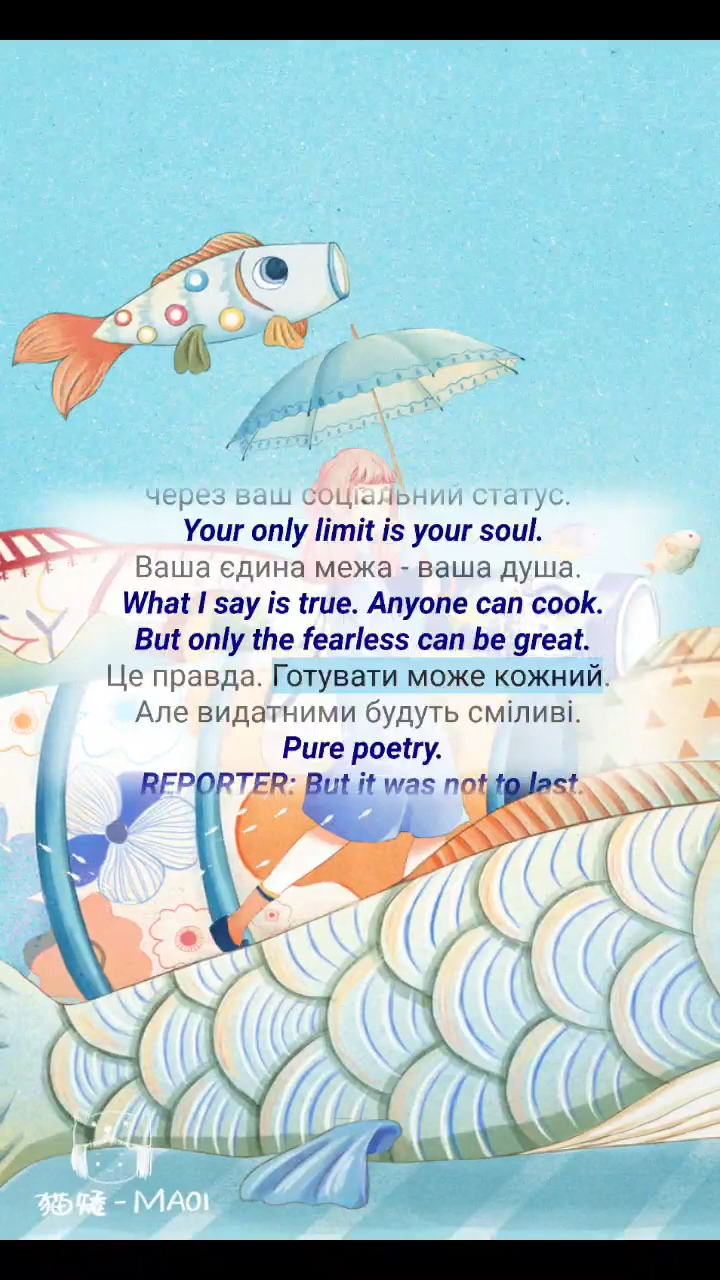 через ваш соціальний статус.
Your only limit is your soul.
Ваша єдина межа - ваша душа.
What I say is true. Anyone can cook.
But only the fearless can be great.
Це правда. Готувати може кожний.
Але видатними будуть сміливі.
Pure poetry.
REPORTER: But it was not to last.
猫矮 - MAOI